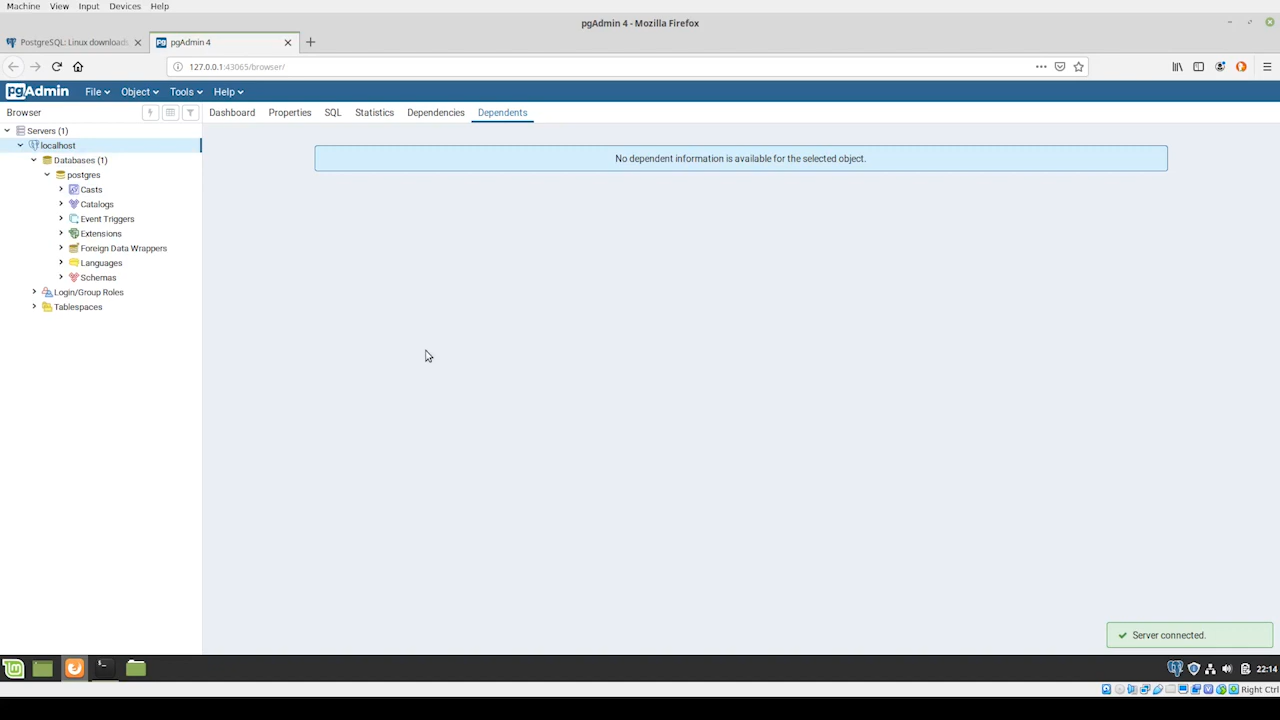 Machine View Input Devices Help
pgAdmin 4 - Mozilla Firefox
PostgreSQL: Linux downloads
pgAdmin 4
127.0.0.1:43065/browser/
pgAdmin File Object Tools Help
Browser
Dashboard Properties SQL Statistics Dependencies Dependents
Servers (1)
localhost
No dependent information is available for the selected object.
Databases (1)
postgres
Casts
Catalogs
Event Triggers
Extensions
Foreign Data Wrappers
Languages
Schemas
Login/Group Roles
Tablespaces
Server connected.
22:14
Right Ctrl